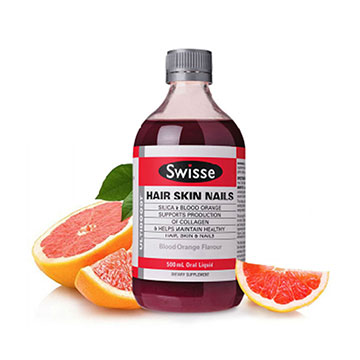 Swisse
HAIR SKIN NAILS
SILICA & BLOOD ORANGE
SUPPORTS PRODUCTION
OF COLLAGEN
& HELPS MAINTAIN HEALTHY
HAIR, SKIN & NAILS
Blood Orange Flavour
500 mL Oral Liquid
DIETARY SUPPLEMENT